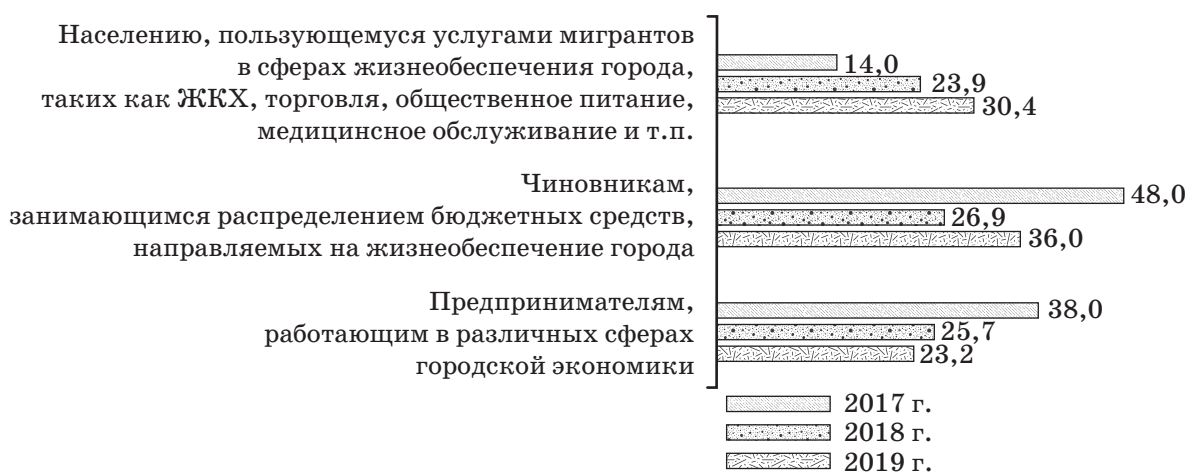 Населению, пользующемуся услугами мигрантов
в сферах жизнеобеспечения города,
таких как ЖКХ, торговля, общественное питание,
медицинсное обслуживание и т.п.
14,0
23,9
30,4
Чиновникам,
занимающимся распределением бюджетных средств,
направляемых на жизнеобеспечение города
48,0
26,9
36,0
Предпринимателям,
работающим в различных сферах
городской экономики
38,0
25,7
23,2
2017 г.
2018 г.
2019 г.